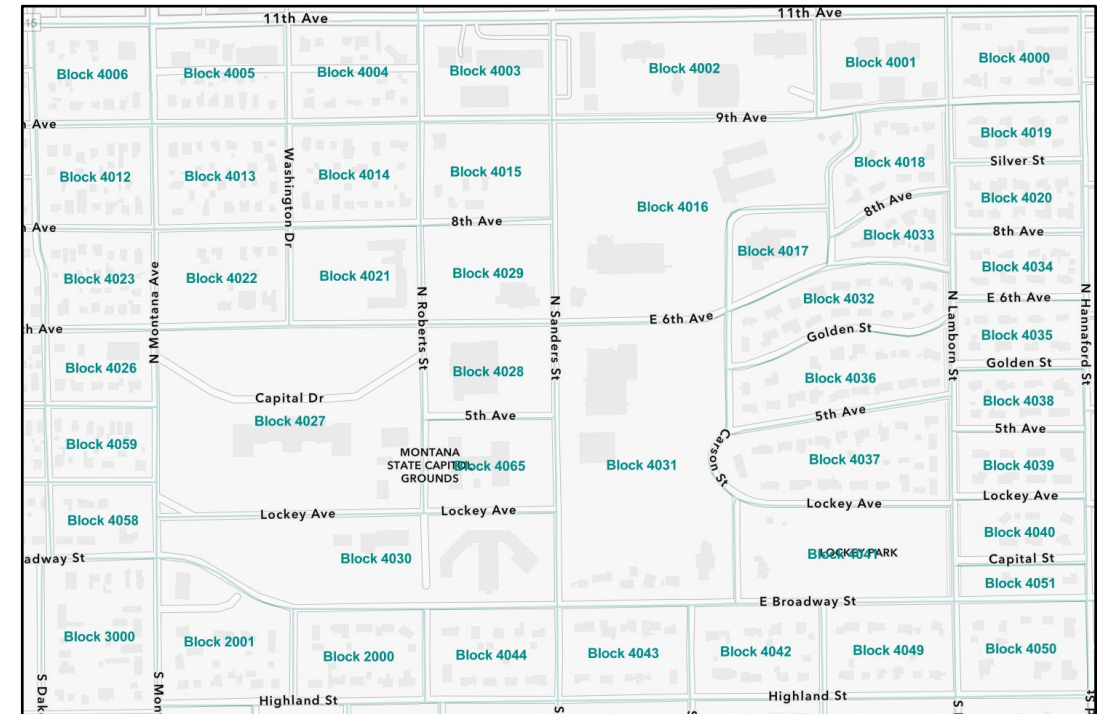 11th Ave
11th Ave
45
Block 4006
Block 4005
Block 4004
Block 4003
Block 4002
Block 4001
Block 4000
9th Ave
Ave
Block 4019
Silver St
Block 4012
Block 4013
Washington Dr
Block 4014
Block 4015
Block 4018
Block 4016
Block 4020
8th Ave
8th Ave
8th Ave
Ave
Block 4033
Block 4017
Block 4023
Block 4022
Block 4021
Block 4029
Block 4034
E 6th Ave
N Montana Ave
N Roberts St
N Sanders St
N Lamborn St
N Hannaford St
Block 4032
E 6th Ave
th Ave
Golden St
Block 4035
Golden St
Block 4026
Block 4028
Block 4036
Capital Dr
Block 4038
5th Ave
5th Ave
5th Ave
Block 4027
Block 4059
MONTANA
STATE CAPITOL
GROUNDS
Block 4065
Block 4031
Carson St
Block 4037
Block 4039
Lockey Ave
Lockey Ave
Lockey Ave
Lockey Ave
Block 4058
Block 4040
Block 4030
Block 4041
LOCKEY PARK
Capital St
adway St
Block 4051
E Broadway St
Block 3000
Block 2001
Block 2000
Block 4044
Block 4043
Block 4042
Block 4049
Block 4050
Highland St
Highland St
S Dak
S Mon
S
S
S